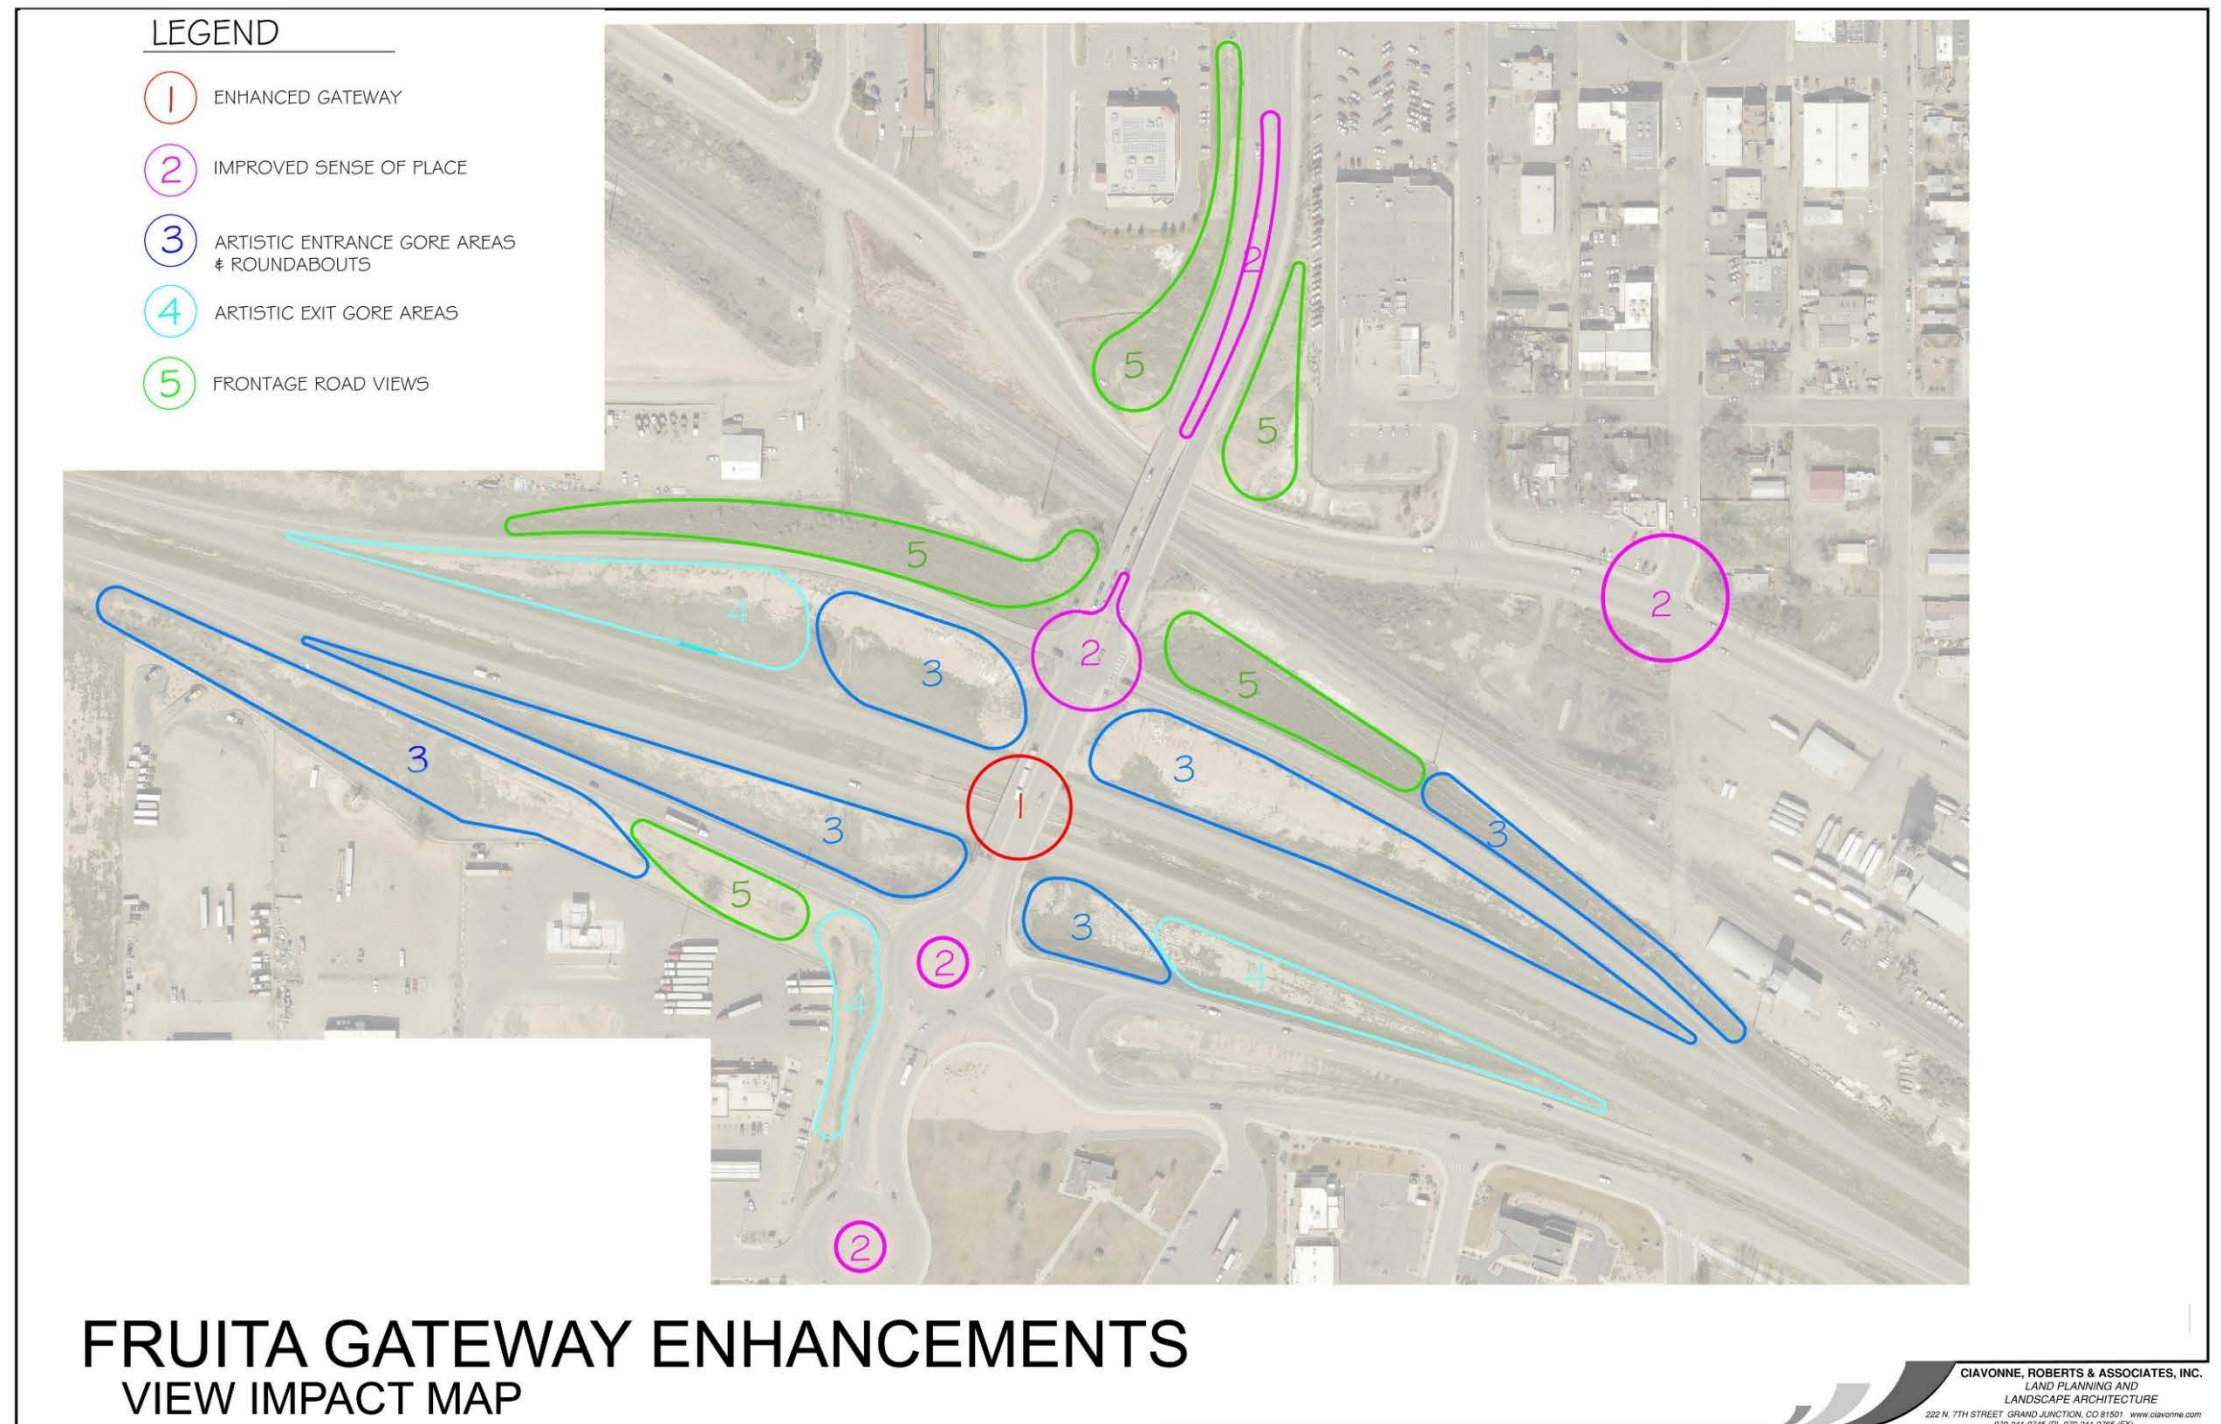 LEGEND
1 ENHANCED GATEWAY
2 IMPROVED SENSE OF PLACE
3 ARTISTIC ENTRANCE GORE AREAS
& ROUNDABOUTS
4 ARTISTIC EXIT GORE AREAS
5 FRONTAGE ROAD VIEWS
2
5
5
5
2
4
3
2
5
3
3
1
3
3
5
3
4
2
4
2
FRUITA GATEWAY ENHANCEMENTS
VIEW IMPACT MAP
CIAVONNE, ROBERTS & ASSOCIATES, INC.
LAND PLANNING AND
LANDSCAPE ARCHITECTURE
222 N. 7TH STREET GRAND JUNCTION, CO 81501 www.ciavonne.com